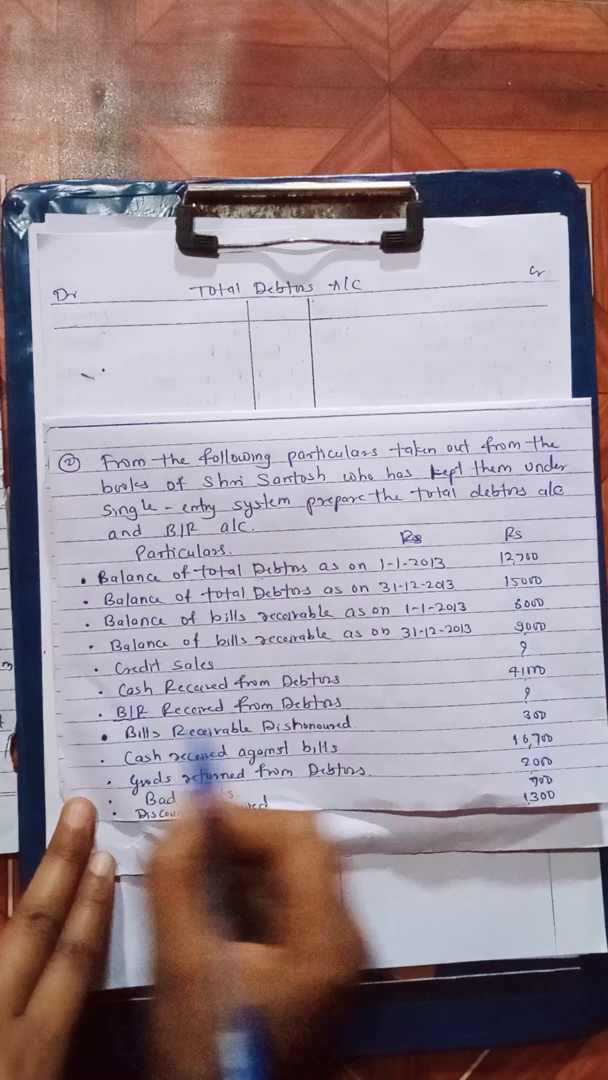 Dr Total Debtors A/C Cr
② From the following particulars taken out from the
books of Shri Santosh who has kept them under
Single-entry system prepare the total debtors a/c
and B/R a/c.
Particulars. Rs Rs
• Balance of total Debtors as on 1-1-2013 12,700
• Balance of total Debtors as on 31-12-2013 15000
• Balance of bills receivable as on 1-1-2013
• Balance of bills receivable as on 31-12-2013 9000
• Credit Sales ?
• Cash Received from Debtors
• B/R Received from Debtors ?
• Bills Receivable Dishonoured 300
• Cash received against bills 16,700
• goods returned from Debtors. 2000
• Bad
• 1,300